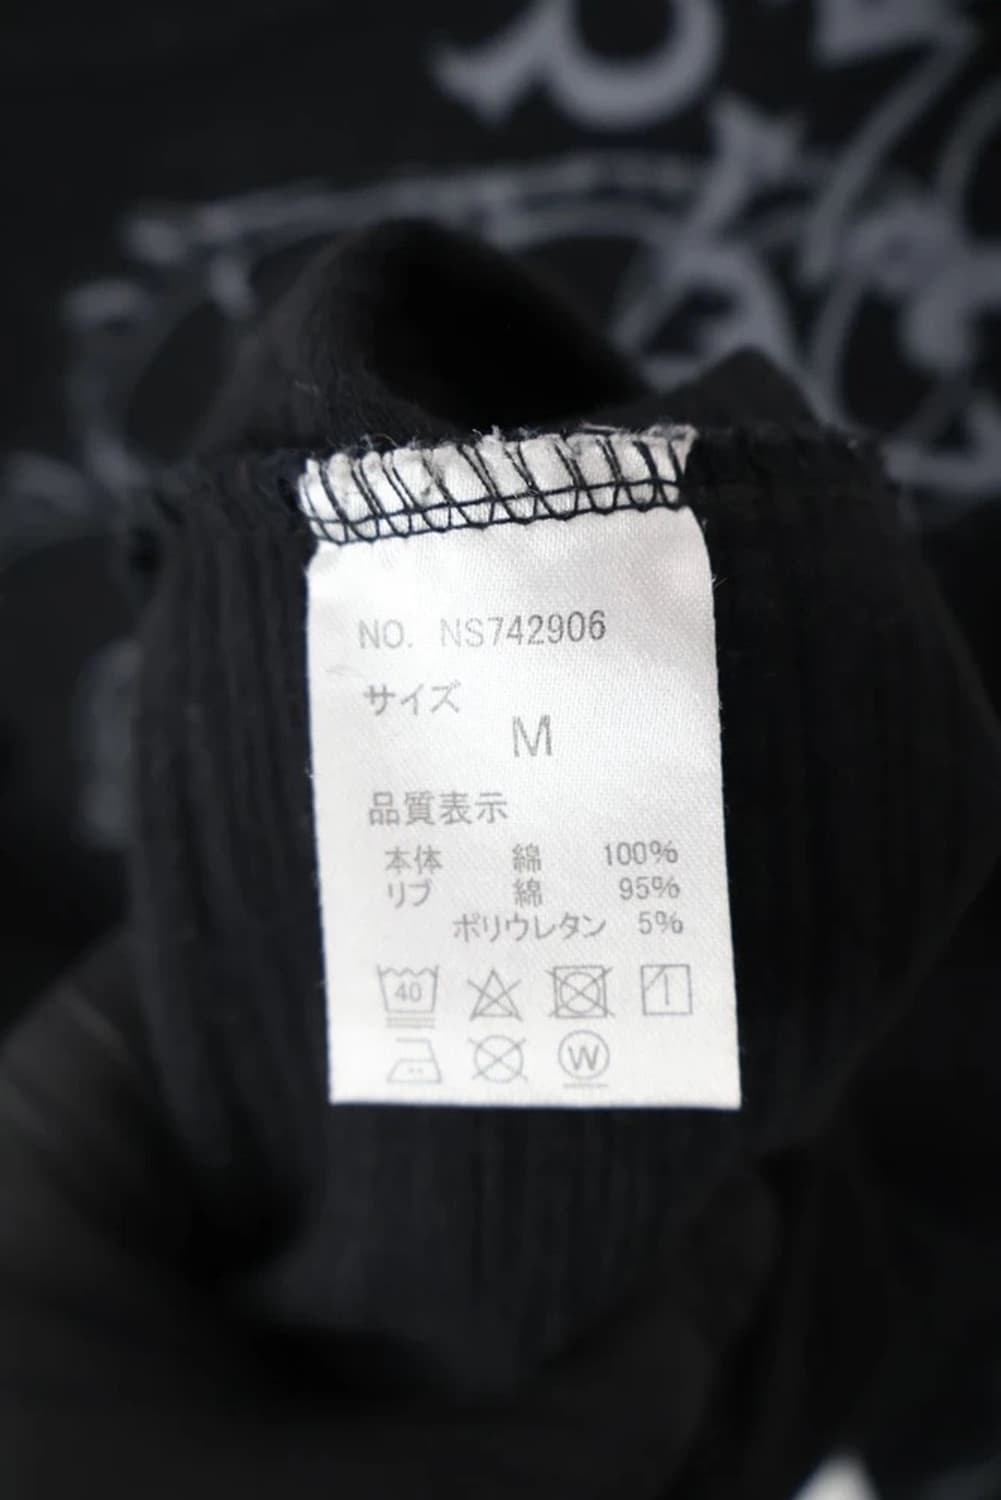 NO. NS742906
サイズ
M
品質表示
本体 綿 100%
リブ 綿 95%
ポリウレタン 5%
40
W